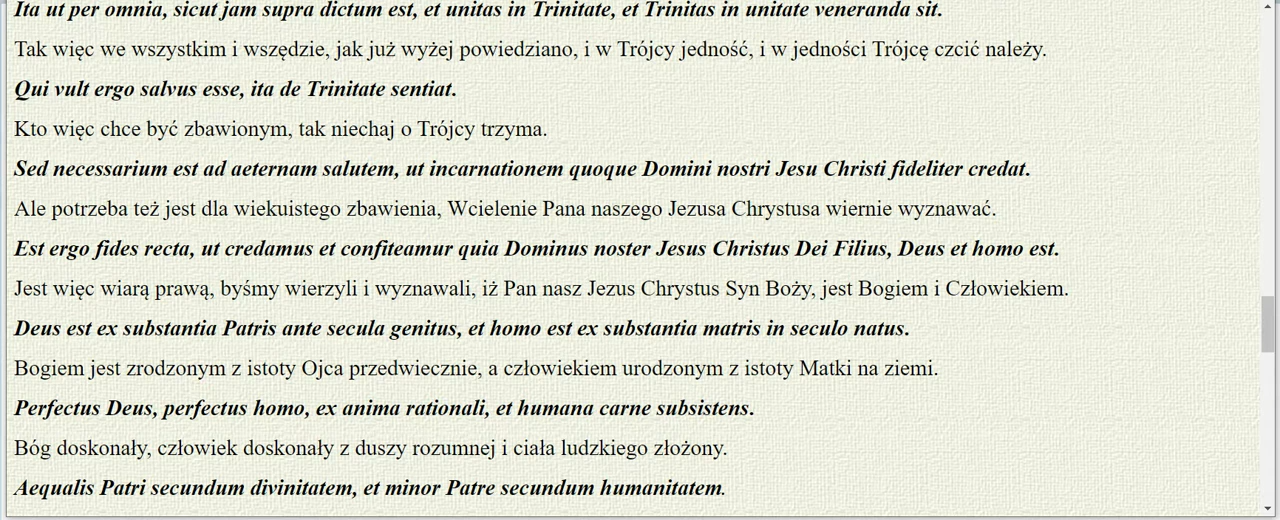 Ita ut per omnia, sicut jam supra dictum est, et unitas in Trinitate, et Trinitas in unitate veneranda sit.
Tak więc we wszystkim i wszędzie, jak już wyżej powiedziano, i w Trójcy jedność, i w jedności Trójcę czcić należy.
Qui vult ergo salvus esse, ita de Trinitate sentiat.
Kto więc chce być zbawionym, tak niechaj o Trójcy trzyma.
Sed necessarium est ad aeternam salutem, ut incarnationem quoque Domini nostri Jesu Christi fideliter credat.
Ale potrzeba też jest dla wiekuistego zbawienia, Wcielenie Pana naszego Jezusa Chrystusa wiernie wyznawać.
Est ergo fides recta, ut credamus et confiteamur quia Dominus noster Jesus Christus Dei Filius, Deus et homo est.
Jest więc wiarą prawą, byśmy wierzyli i wyznawali, iż Pan nasz Jezus Chrystus Syn Boży, jest Bogiem i Człowiekiem.
Deus est ex substantia Patris ante secula genitus, et homo est ex substantia matris in seculo natus.
Bogiem jest zrodzonym z istoty Ojca przedwiecznie, a człowiekiem urodzonym z istoty Matki na ziemi.
Perfectus Deus, perfectus homo, ex anima rationali, et humana carne subsistens.
Bóg doskonały, człowiek doskonały z duszy rozumnej i ciała ludzkiego złożony.
Aequalis Patri secundum divinitatem, et minor Patre secundum humanitatem.